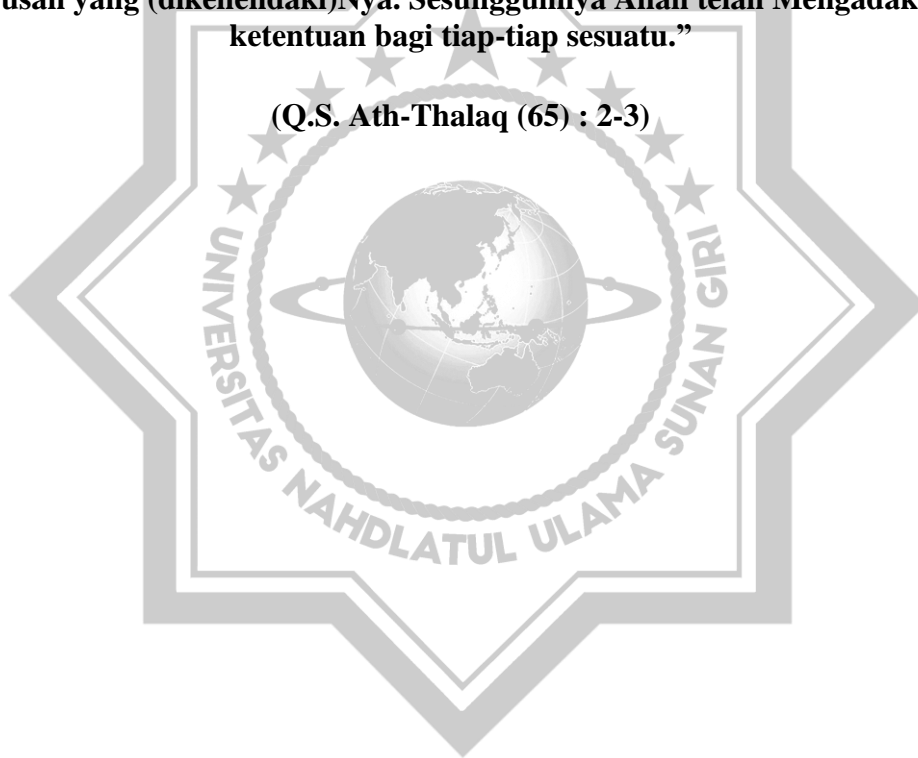 usan yang (dikehendaki)Nya. Sesungguhnya Allah telah Mengadak
ketentuan bagi tiap-tiap sesuatu.”
(Q.S. Ath-Thalaq (65) : 2-3)
UNIVERSITAS NAHDLATUL ULAMA SUNAN GIRI